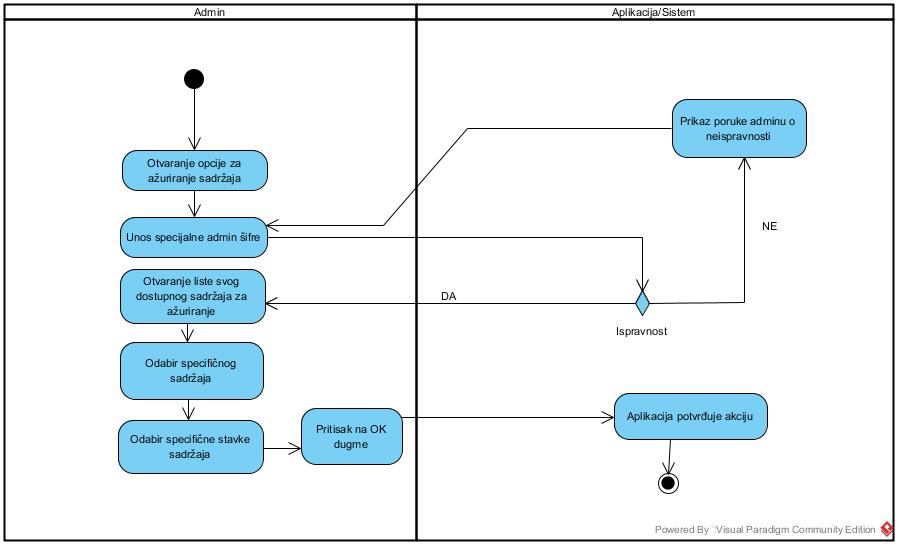 Admin
Aplikacija/Sistem
Prikaz poruke adminu o
neispravnosti
Otvaranje opcije za
ažuriranje sadržaja
Unos specijalne admin šifre
NE
Otvaranje liste svog
dostupnog sadržaja za
ažuriranje
DA
Ispravnost
Odabir specifičnog
sadržaja
Odabir specifične stavke
sadržaja
Pritisak na OK
dugme
Aplikacija potvrđuje akciju
Powered By Visual Paradigm Community Edition